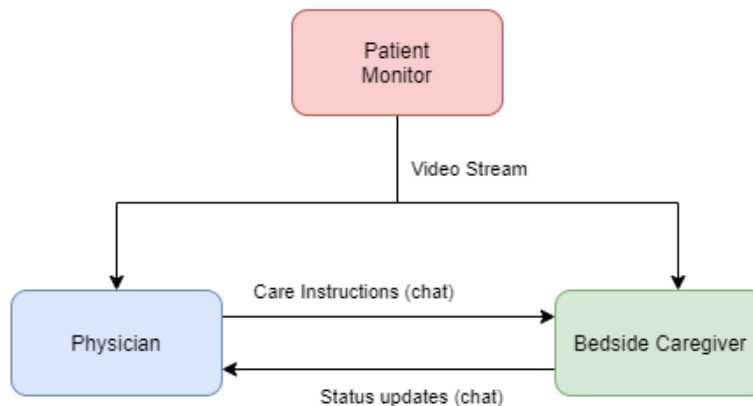 Patient
Monitor
Video Stream
Care Instructions (chat)
Physician
Bedside Caregiver
Status updates (chat)